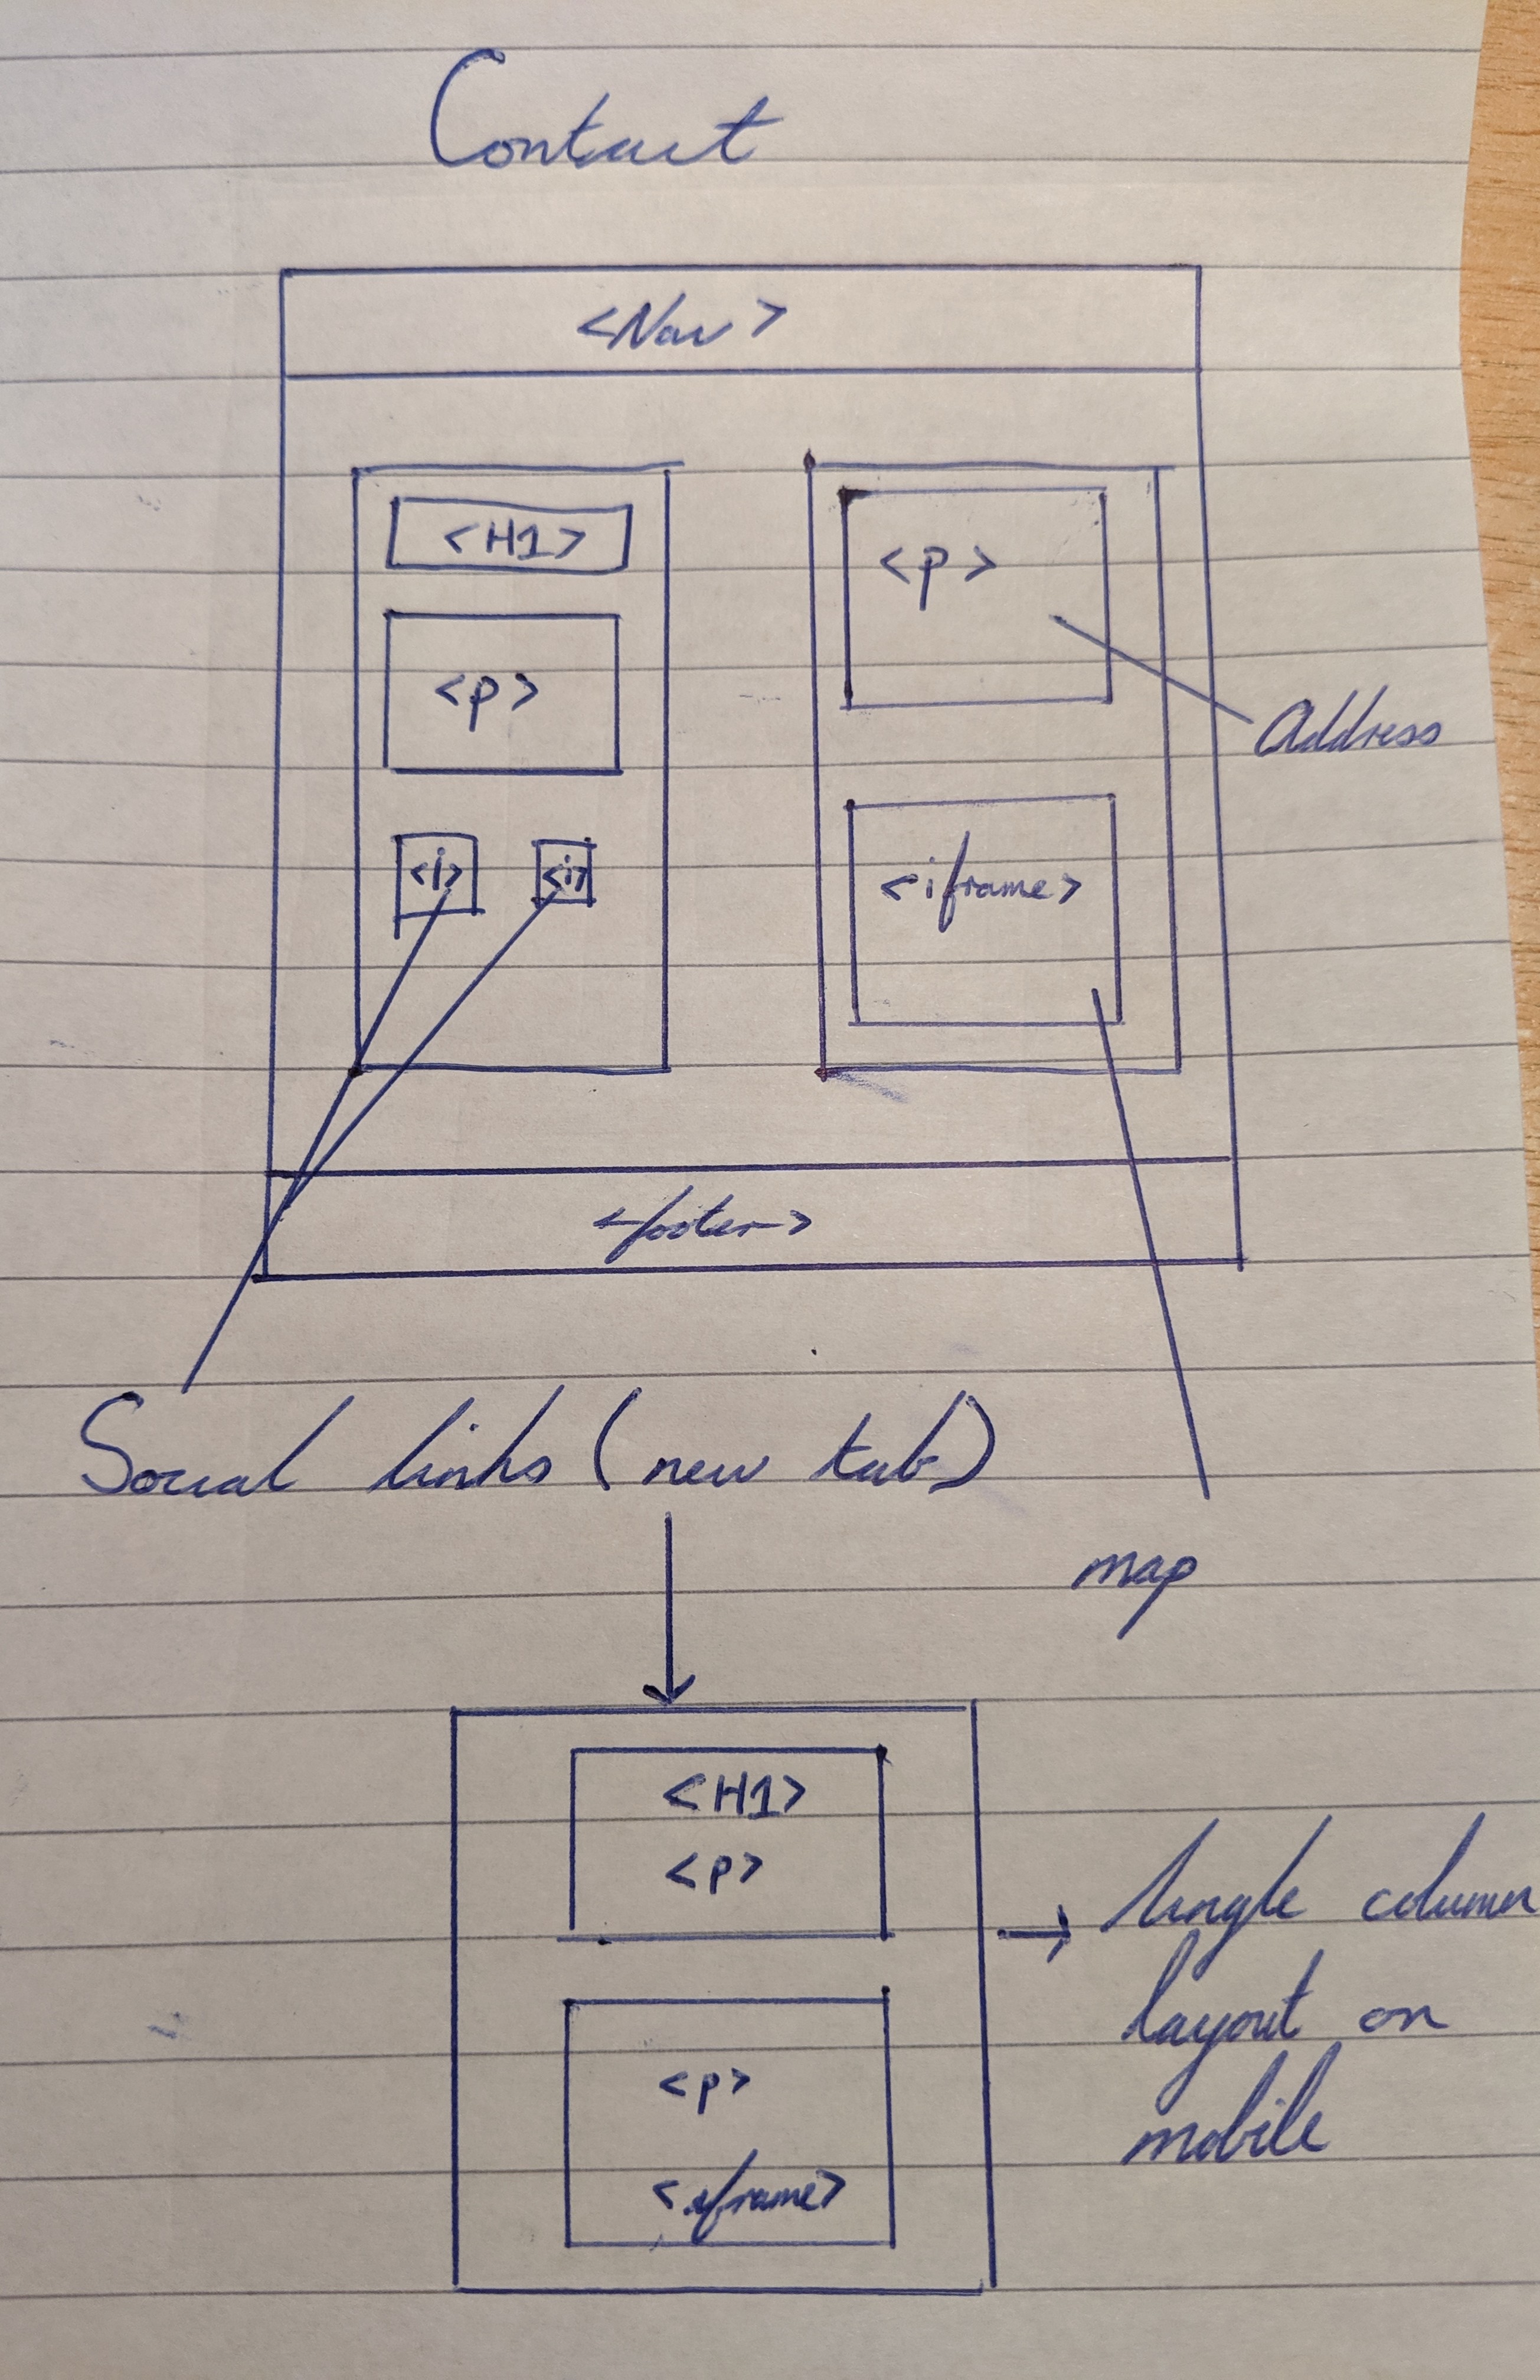 Contact
<Nav>
<H1>
<p>
<i> <i>
<p>
Address
<iframe>
<footer>
Social links (new tab)
map
<H1>
<p>
<p>
<iframe>
Single column
layout on
mobile